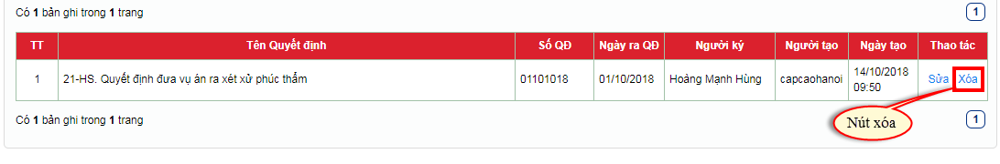 Có 1 bản ghi trong 1 trang 1
TT Tên Quyết định Số QĐ Ngày ra QĐ Người ký Người tạo Ngày tạo Thao tác
1 21-HS. Quyết định đưa vụ án ra xét xử phúc thẩm 01101018 01/10/2018 Hoàng Mạnh Hùng capcaohanoi 14/10/2018 09:50 Sửa Xóa
Có 1 bản ghi trong 1 trang 1
Nút xóa